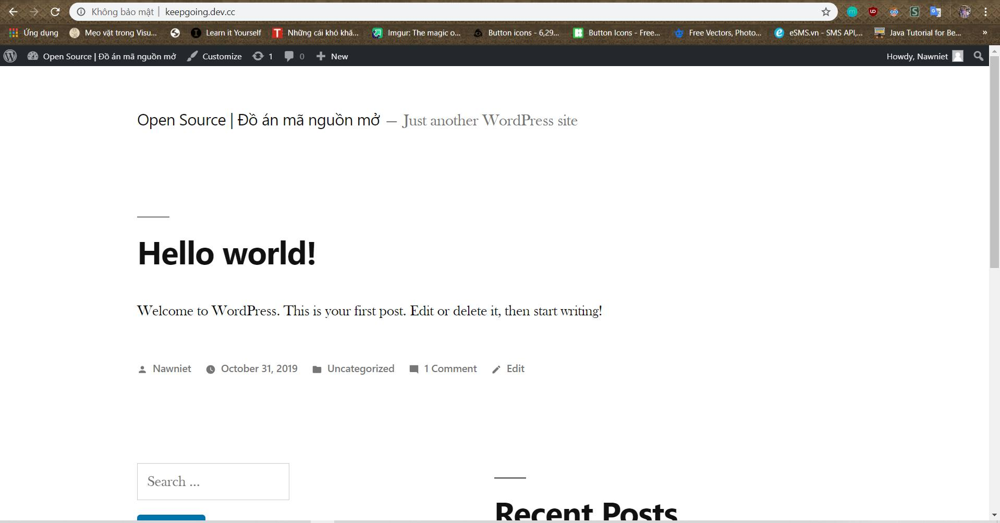 Không bảo mật | keepgoing.dev.cc
Ứng dụng Mẹo vặt trong Visu... Learn it Yourself Những cái khó khă... Imgur: The magic o... Button icons - 6,29... Button Icons - Free... Free Vectors, Photo... eSMS.vn - SMS API,... Java Tutorial for Be... »
Open Source | Đồ án mã nguồn mở Customize 1 0 New Howdy, Nawniet
Open Source | Đồ án mã nguồn mở — Just another WordPress site
Hello world!
Welcome to WordPress. This is your first post. Edit or delete it, then start writing!
Nawniet October 31, 2019 Uncategorized 1 Comment Edit
Search ...
Recent Posts